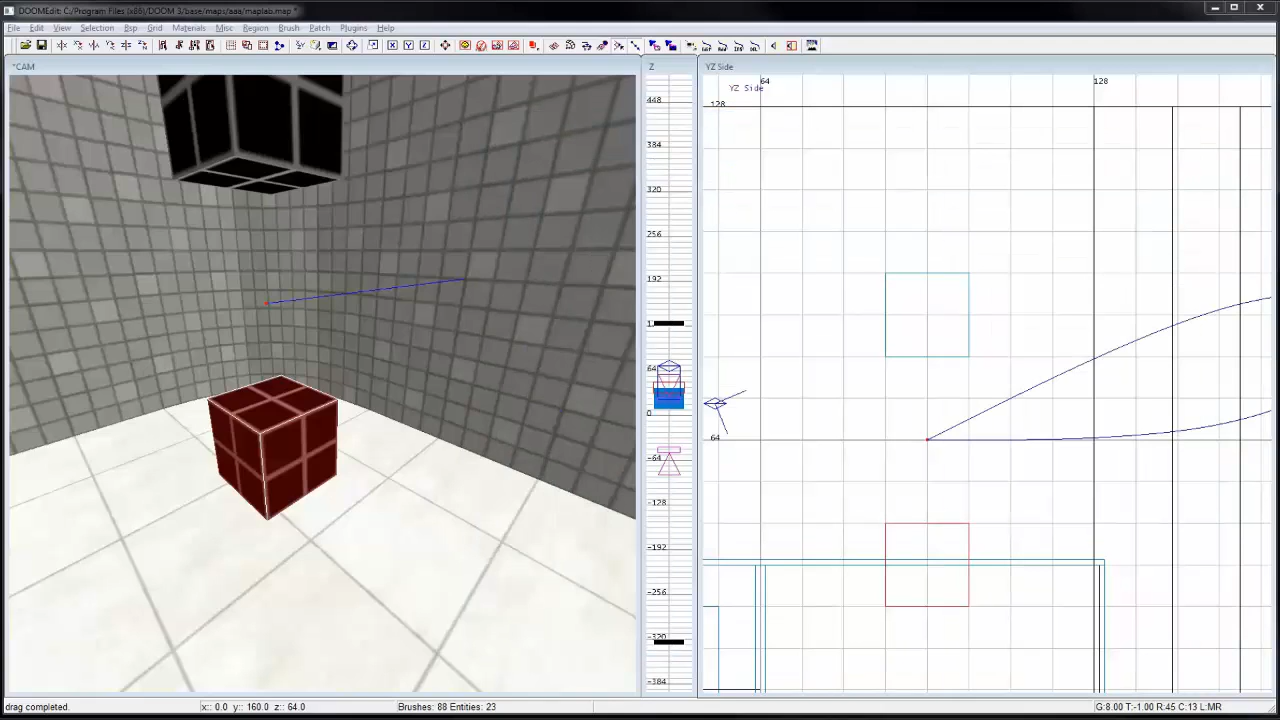 DOOMEdit: C:/Program Files (x86)/DOOM 3/base/maps/aaa/maplab.map *
File Edit View Selection Bsp Grid Materials Misc Region Brush Patch Plugins Help
*CAM
Z
YZ Side
64
128
YZ Side
128
448
384
320
256
192
64
0
64
-64
-128
-192
-256
-320
-384
drag completed.
x:: 0.0 y:: 160.0 z:: 64.0
Brushes: 88 Entities: 23
G:8.00 T:-1.00 R:45 C:13 L:MR